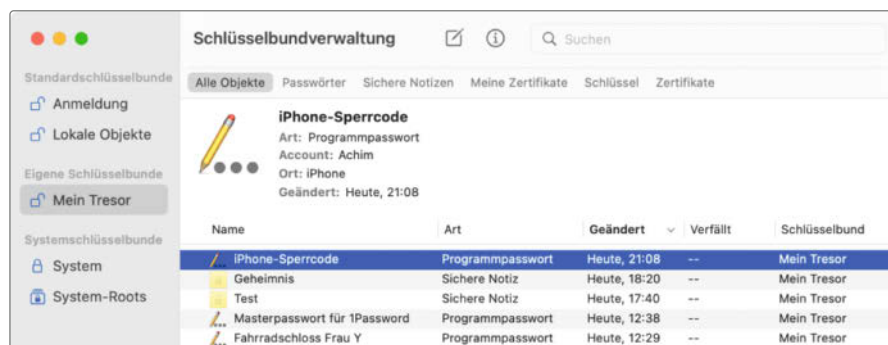 Schlüsselbundverwaltung
Suchen
Standardschlüsselbunde
Anmeldung
Lokale Objekte
Eigene Schlüsselbunde
Mein Tresor
Systemschlüsselbunde
System
System-Roots
Alle Objekte Passwörter Sichere Notizen Meine Zertifikate Schlüssel Zertifikate
iPhone-Sperrcode
Art: Programmpasswort
Account: Achim
Ort: iPhone
Geändert: Heute, 21:08
Name Art Geändert Verfällt Schlüsselbund
iPhone-Sperrcode Programmpasswort Heute, 21:08 -- Mein Tresor
Geheimnis Sichere Notiz Heute, 18:20 -- Mein Tresor
Test Sichere Notiz Heute, 17:40 -- Mein Tresor
Masterpasswort für 1Password Programmpasswort Heute, 12:38 -- Mein Tresor
Fahrradschloss Frau Y Programmpasswort Heute, 12:29 -- Mein Tresor